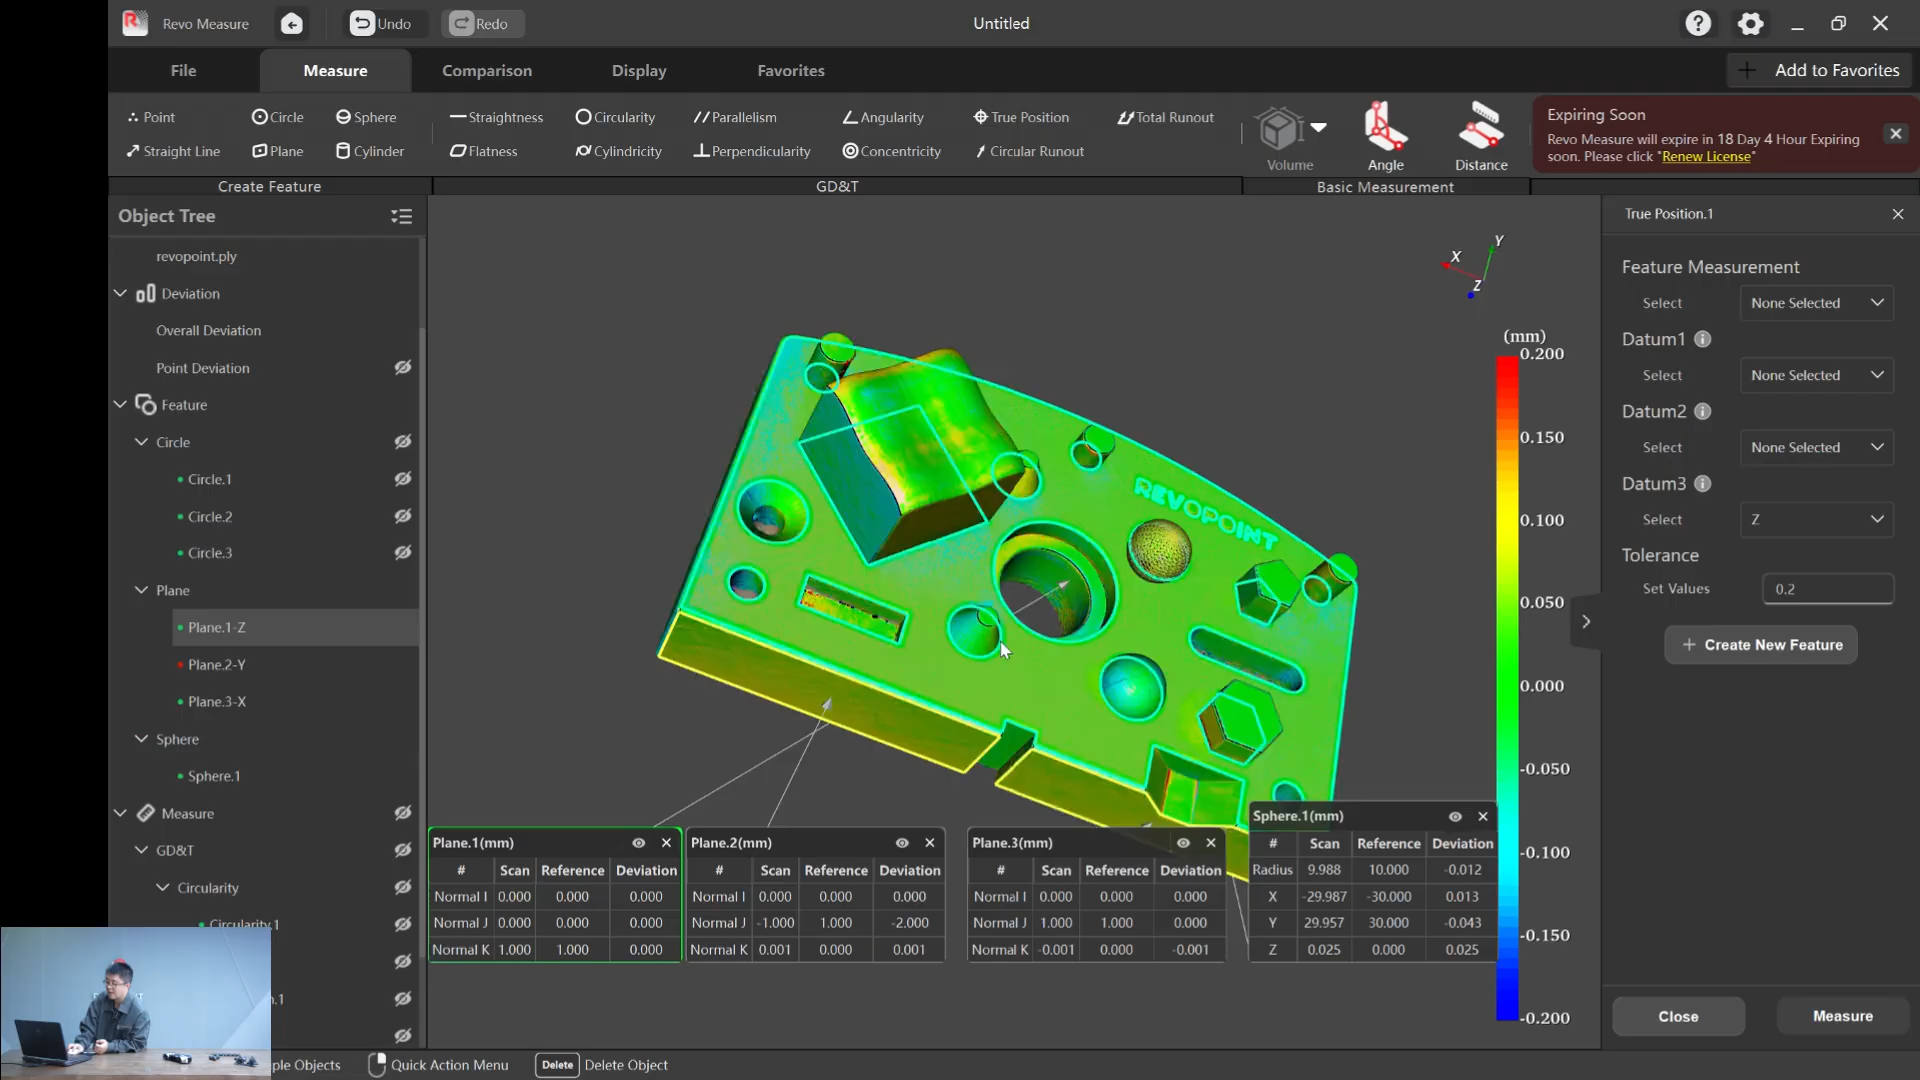 Revo Measure
Undo
Redo
Untitled
File
Measure
Comparison
Display
Favorites
Add to Favorites
Point
Circle
Sphere
Straight Line
Plane
Cylinder
Create Feature
Straightness
Circularity
Parallelism
Angularity
True Position
Total Runout
Flatness
Cylindricity
Perpendicularity
Concentricity
Circular Runout
GD&T
Volume
Angle
Distance
Basic Measurement
Expiring Soon
Revo Measure will expire in 18 Day 4 Hour Expiring
soon. Please click "Renew License"
Object Tree
revopoint.ply
Deviation
Overall Deviation
Point Deviation
Feature
Circle
Circle.1
Circle.2
Circle.3
Plane
Plane.1-Z
Plane.2-Y
Plane.3-X
Sphere
Sphere.1
Measure
GD&T
Circularity
Circularity.1
n.1
X
Y
Z
REVOPOINT
(mm)
0.200
0.150
0.100
0.050
0.000
-0.050
-0.100
-0.150
-0.200
Plane.1(mm)
# Scan Reference Deviation
Normal I 0.000 0.000 0.000
Normal J 0.000 0.000 0.000
Normal K 1.000 1.000 0.000
Plane.2(mm)
# Scan Reference Deviation
Normal I 0.000 0.000 0.000
Normal J -1.000 1.000 -2.000
Normal K 0.001 0.000 0.001
Plane.3(mm)
# Scan Reference Deviation
Normal I 0.000 0.000 0.000
Normal J 1.000 1.000 0.000
Normal K -0.001 0.000 -0.001
Sphere.1(mm)
# Scan Reference Deviation
Radius 9.988 10.000 -0.012
X -29.987 -30.000 0.013
Y 29.957 30.000 -0.043
Z 0.025 0.000 0.025
True Position.1
Feature Measurement
Select None Selected
Datum1
Select None Selected
Datum2
Select None Selected
Datum3
Select Z
Tolerance
Set Values 0.2
Create New Feature
Close
Measure
ple Objects
Quick Action Menu
Delete Delete Object